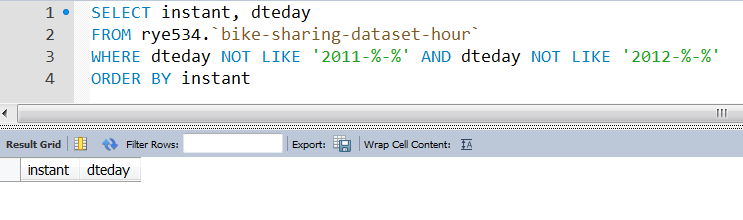 1 SELECT instant, dteday
2 FROM rye534.`bike-sharing-dataset-hour`
3 WHERE dteday NOT LIKE '2011-%-%' AND dteday NOT LIKE '2012-%-%'
4 ORDER BY instant
Result Grid Filter Rows: Export: Wrap Cell Content: IA
instant dteday